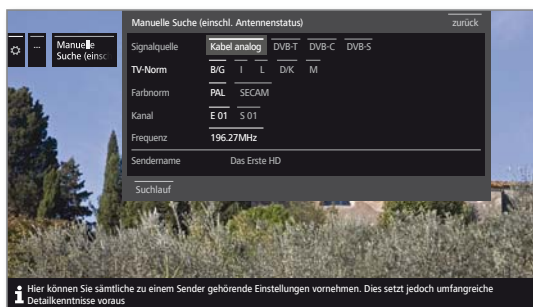 Manuelle Suche (einschl. Antennenstatus) zurück
... Manuelle
Suche (einsc
Signalquelle Kabel analog DVB-T DVB-C DVB-S
TV-Norm B/G I L D/K M
Farbnorm PAL SECAM
Kanal E 01 S 01
Frequenz 196.27MHz
Sendername Das Erste HD
Suchlauf
i Hier können Sie sämtliche zu einem Sender gehörende Einstellungen vornehmen. Dies setzt jedoch umfangreiche
Detailkenntnisse voraus